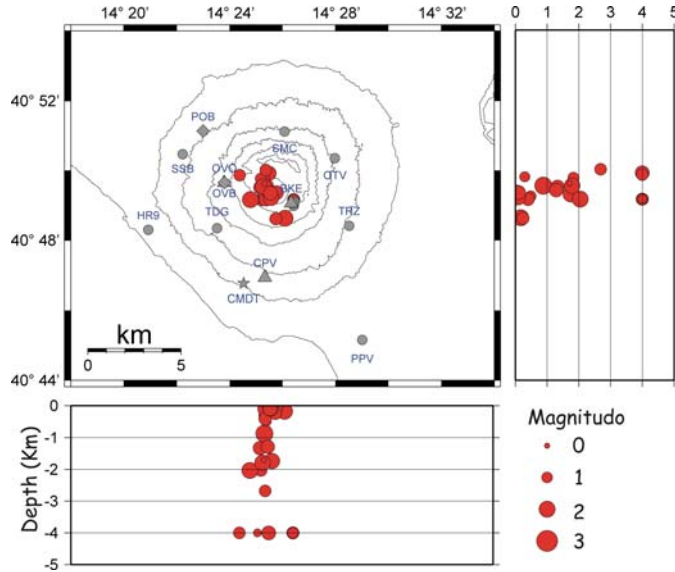 14° 20' 14° 24' 14° 28' 14° 32'
0 1 2 3 4 5
40° 52'
POB
SMC
SSB
OVO
OTV
OVB
BKE
HR9
TDG
TRZ
40° 48'
CPV
CMDT
km
0 5
PPV
40° 44'
0
-1
-2
-3
-4
-5
Depth (Km)
Magnitudo
0
1
2
3